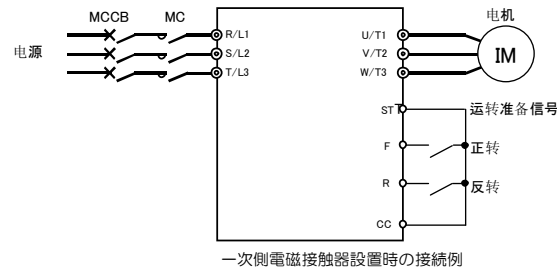 MCCB MC 电机
电源
R/L1
S/L2
T/L3
U/T1
V/T2
W/T3
IM
ST 运转准备信号
F 正转
R 反转
CC
一次側電磁接触器設置時の接続例